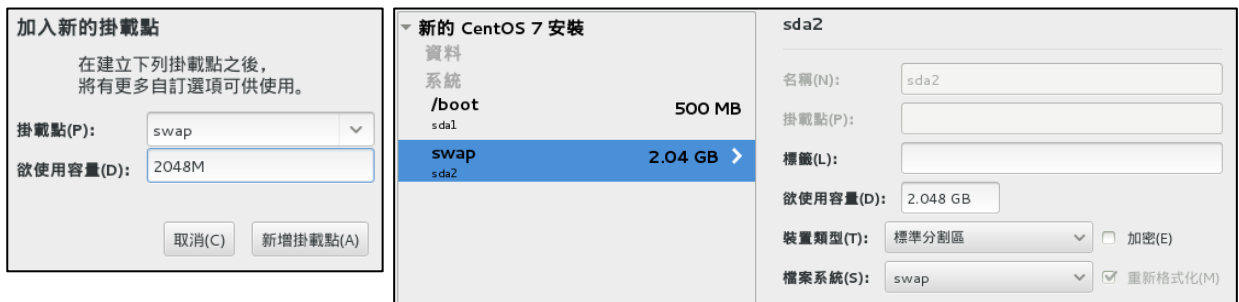 加入新的掛載點
在建立下列掛載點之後，
將有更多自訂選項可供使用。
掛載點(P): swap
欲使用容量(D): 2048M
取消(C) 新增掛載點(A)
新的 CentOS 7 安裝
資料
系統
/boot 500 MB
sda1
swap 2.04 GB
sda2
sda2
名稱(N): sda2
掛載點(P):
標籤(L):
欲使用容量(D): 2.048 GB
裝置類型(T): 標準分割區 加密(E)
檔案系統(S): swap 重新格式化(M)